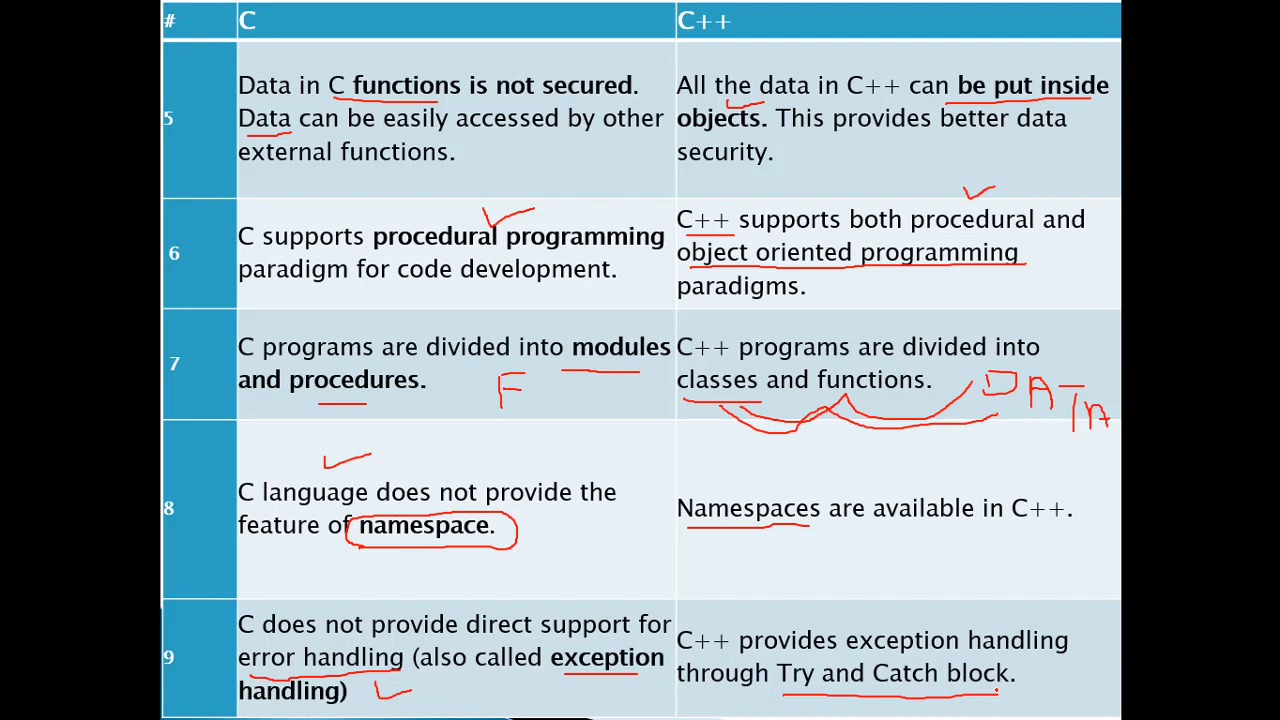 # C C++
5
Data in C functions is not secured.
Data can be easily accessed by other
external functions.
All the data in C++ can be put inside
objects. This provides better data
security.
6
C supports procedural programming
paradigm for code development.
C++ supports both procedural and
object oriented programming
paradigms.
7
C programs are divided into modules
and procedures.
F
C++ programs are divided into
classes and functions.
DA
8
C language does not provide the
feature of namespace.
Namespaces are available in C++.
9
C does not provide direct support for
error handling (also called exception
handling)
C++ provides exception handling
through Try and Catch block.